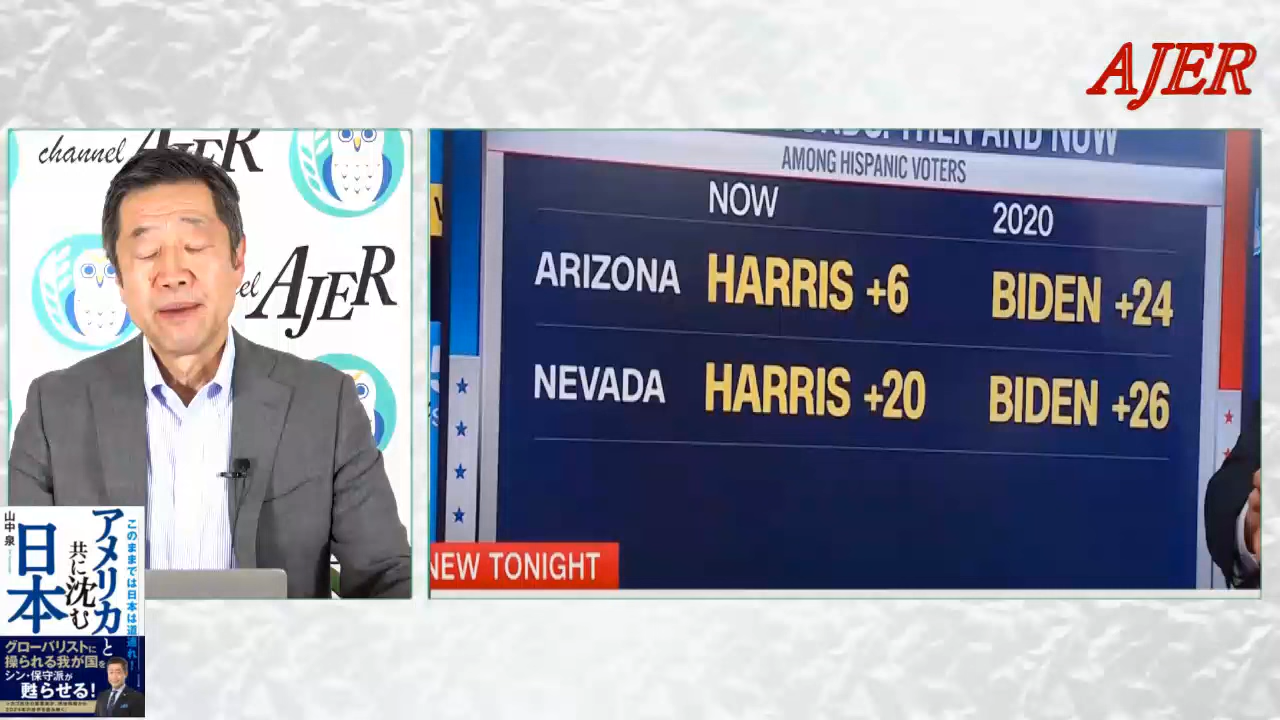 AJER
channel AJER
AJER
THEN AND NOW
AMONG HISPANIC VOTERS
NOW 2020
ARIZONA HARRIS +6 BIDEN +24
NEVADA HARRIS +20 BIDEN +26
NEW TONIGHT
このままでは日本は道連れ!
アメリカと
共に沈む
日本
山中 泉
グローバリストに
操られる我が国を
シン・保守派が
甦らせる!